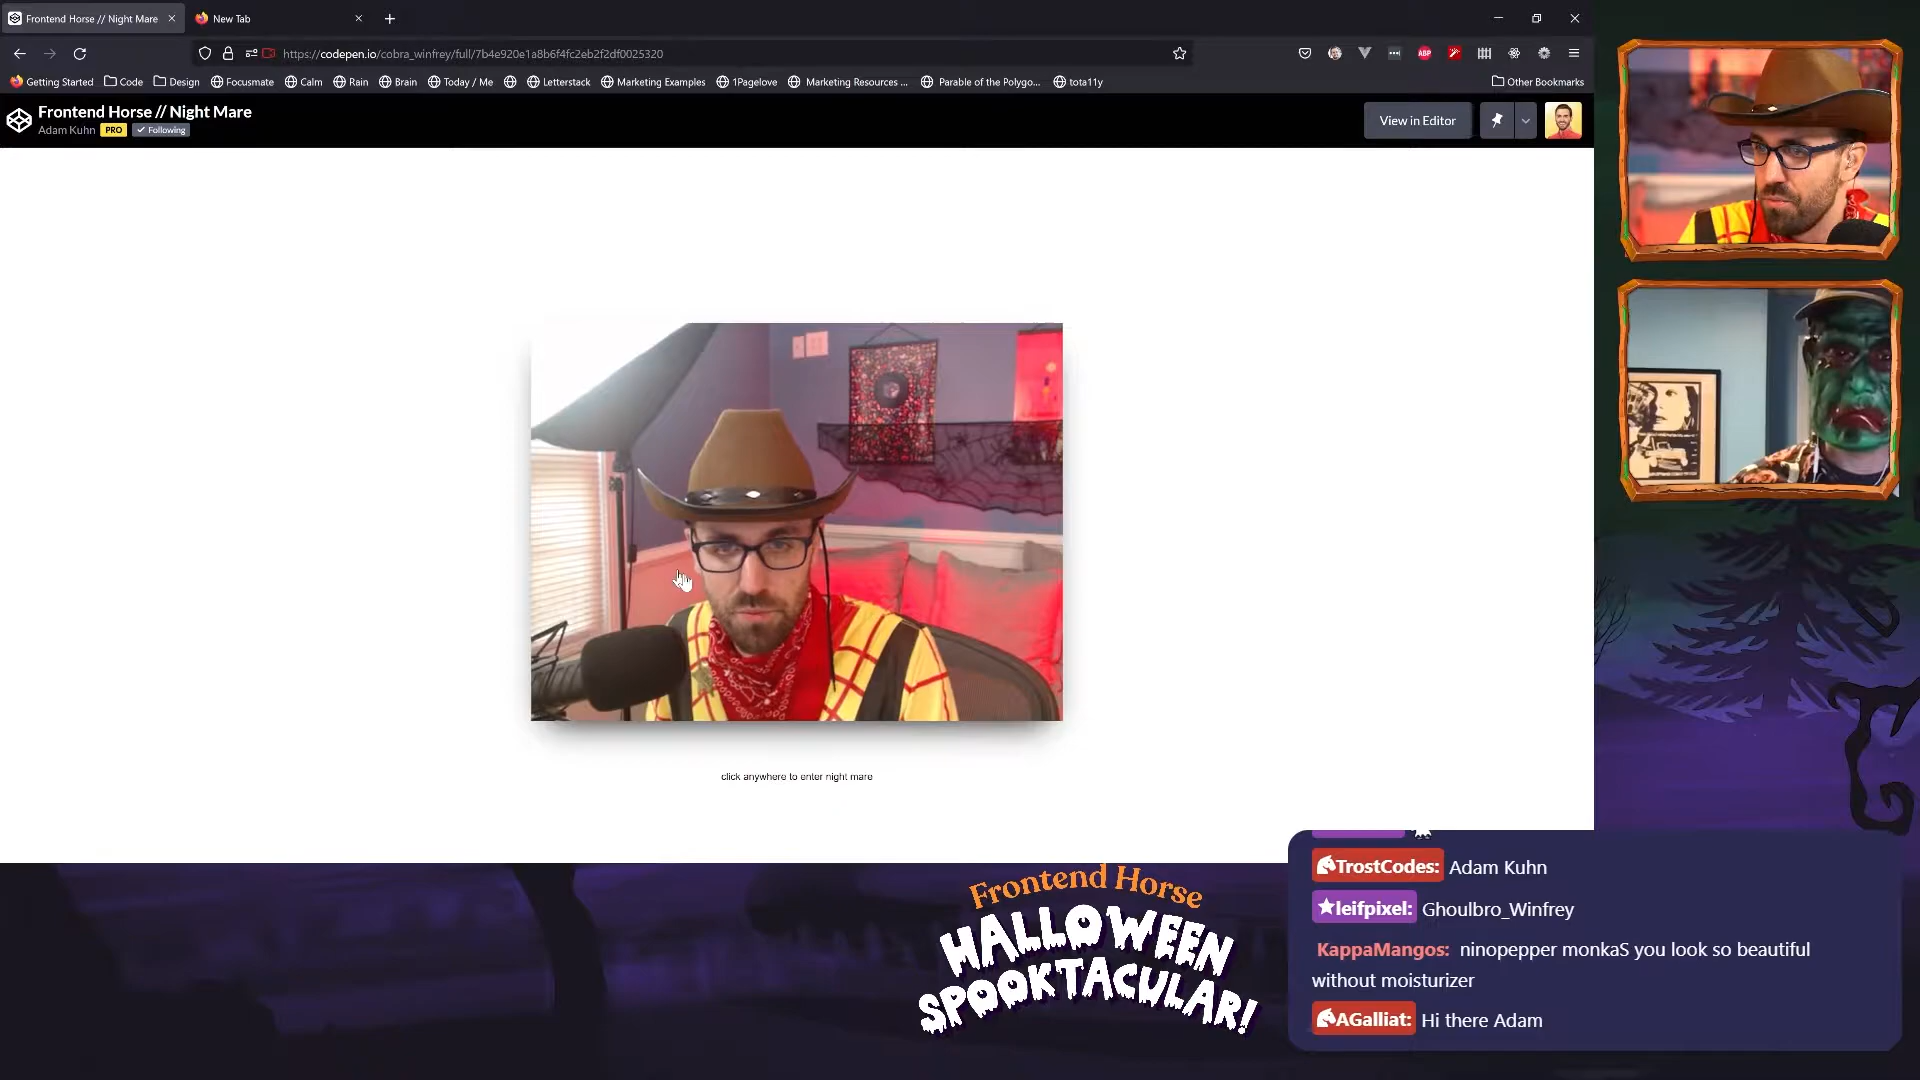 Frontend Horse // Night Mare
New Tab
https://codepen.io/cobra_winfrey/full/7b4e920e1a8b6f4fc2eb2f2df0025320
ABP
Getting Started Code Design Focusmate Calm Rain Brain Today / Me Letterstack Marketing Examples 1Pagelove Marketing Resources ... Parable of the Polygo... tota11y Other Bookmarks
Frontend Horse // Night Mare
Adam Kuhn PRO ✓ Following
View in Editor
click anywhere to enter night mare
Frontend Horse
HALLOWEEN
SPOOKTACULAR!
TrostCodes: Adam Kuhn
leifpixel: Ghoulbro_Winfrey
KappaMangos: ninopepper monkaS you look so beautiful
without moisturizer
AGalliat: Hi there Adam